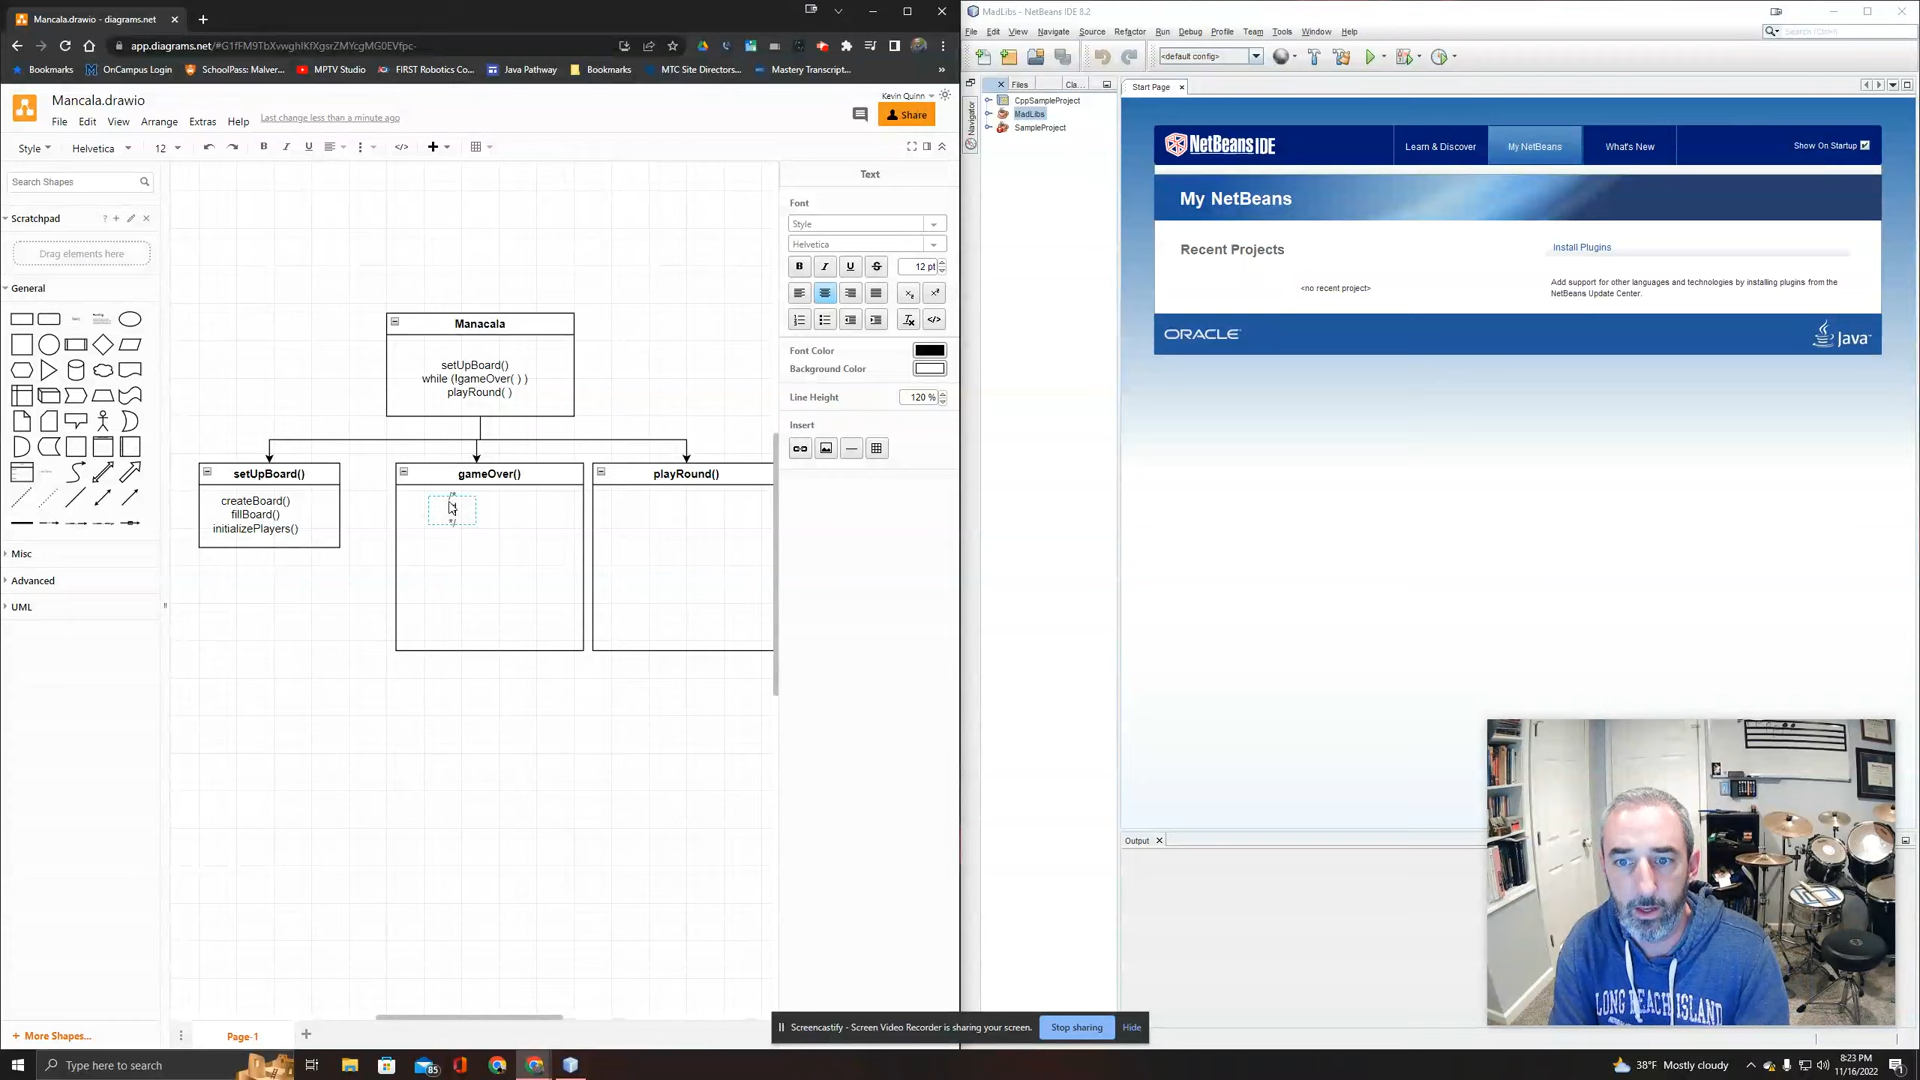 Mancala.drawio - diagrams.net
app.diagrams.net/#G1fFM9TbXvwghIKfXgsrZMYcgMG0EVfpc-
Bookmarks
OnCampus Login
SchoolPass: Malver...
MPTV Studio
FIRST Robotics Co...
Java Pathway
Bookmarks
MTC Site Directors...
Mastery Transcript...
Mancala.drawio
Kevin Quinn
File
Edit
View
Arrange
Extras
Help
Last change less than a minute ago
Share
Style
Helvetica
12
Search Shapes
Scratchpad
Drag elements here
General
Misc
Advanced
UML
More Shapes...
Page-1
Manacala
setUpBoard()
while (!gameOver( ) )
playRound( )
setUpBoard()
createBoard()
fillBoard()
initializePlayers()
gameOver()
/*
*/
playRound()
Text
Font
Style
Helvetica
12 pt
Font Color
Background Color
Line Height
120 %
Insert
MadLibs - NetBeans IDE 8.2
File
Edit
View
Navigate
Source
Refactor
Run
Debug
Profile
Team
Tools
Window
Help
<default config>
Files
Cla...
Navigator
CppSampleProject
MadLibs
SampleProject
Start Page
NetBeans IDE
Learn & Discover
My NetBeans
What's New
Show On Startup
My NetBeans
Recent Projects
<no recent project>
Install Plugins
Add support for other languages and technologies by installing plugins from the
NetBeans Update Center.
ORACLE
Java
Output
LONG BEACH ISLAND
Screencastify - Screen Video Recorder is sharing your screen.
Stop sharing
Hide
Type here to search
85
38°F Mostly cloudy
8:23 PM
11/16/2022